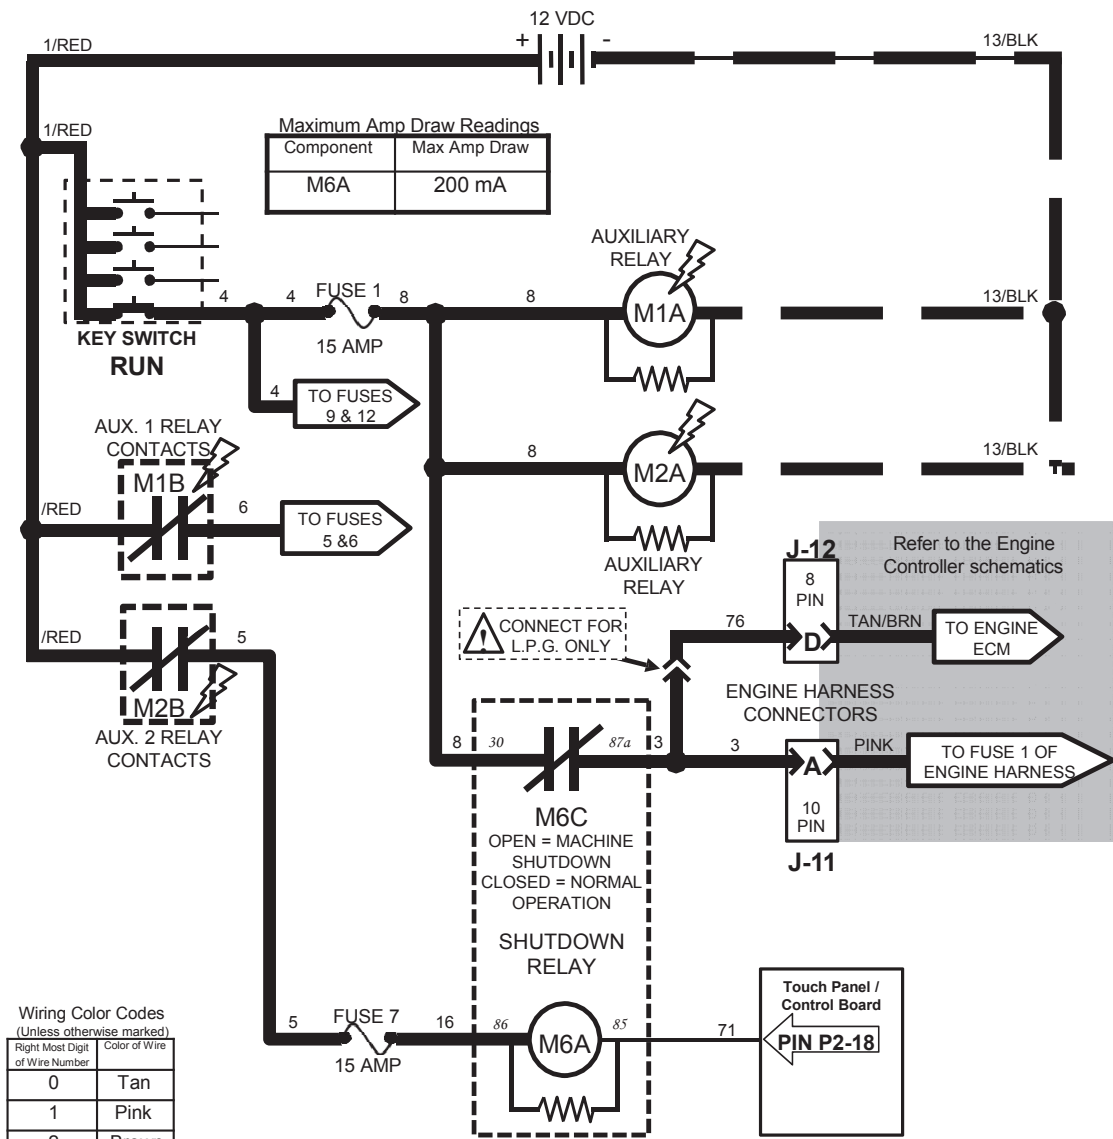 12 VDC
+ -
1/RED
13/BLK
1/RED
Maximum Amp Draw Readings
Component Max Amp Draw
M6A 200 mA
AUXILIARY
RELAY
M1A
4 4 FUSE 1 8 8
15 AMP
13/BLK
KEY SWITCH
RUN
4 TO FUSES
9 & 12
AUX. 1 RELAY
CONTACTS
M1B
/RED
6
TO FUSES
5 &6
8
M2A
13/BLK
AUXILIARY
RELAY
J-12
8
PIN
D
Refer to the Engine
Controller schematics
CONNECT FOR
L.P.G. ONLY
76
TAN/BRN
TO ENGINE
ECM
/RED
5
M2B
AUX. 2 RELAY
CONTACTS
ENGINE HARNESS
CONNECTORS
8 30 87a 3 3
A
PINK
TO FUSE 1 OF
ENGINE HARNESS
10
PIN
J-11
M6C
OPEN = MACHINE
SHUTDOWN
CLOSED = NORMAL
OPERATION
SHUTDOWN
RELAY
5 FUSE 7 16 86 M6A 85 71
15 AMP
Touch Panel /
Control Board
PIN P2-18
Wiring Color Codes
(Unless otherwise marked)
Right Most Digit
of Wire Number
Color of Wire
0 Tan
1 Pink